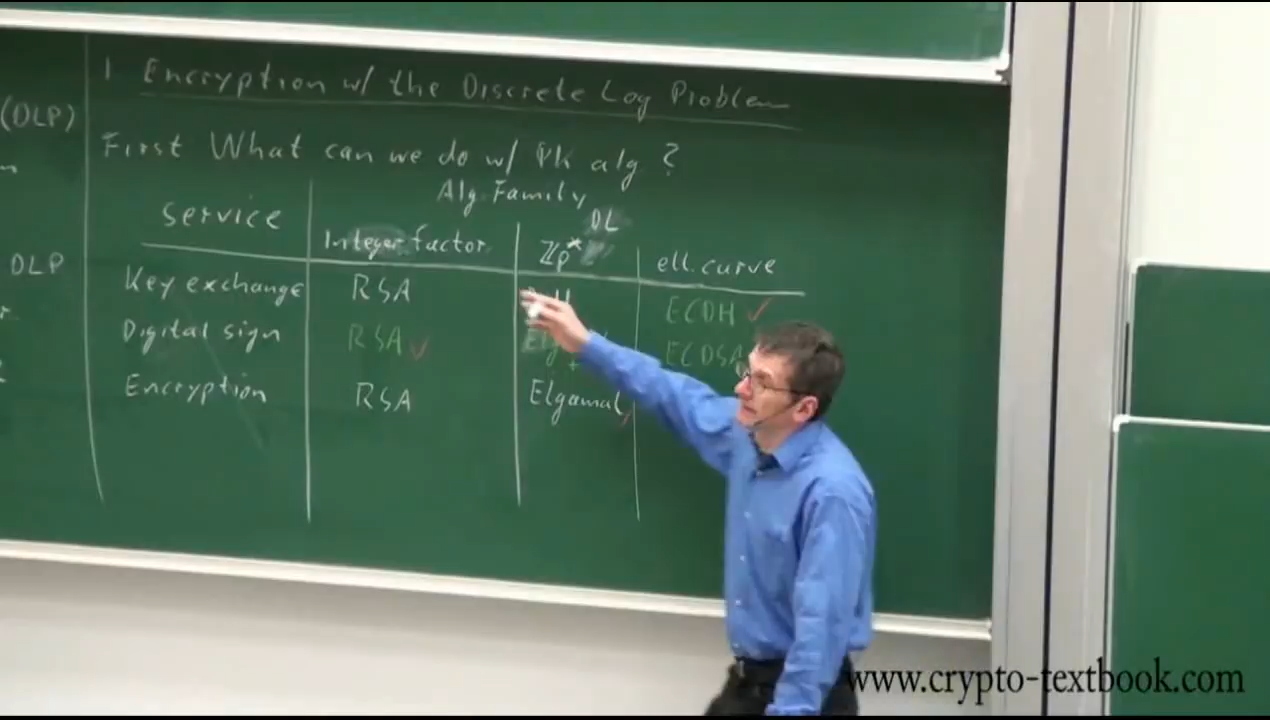 (DLP)
DLP
1 Encryption w/ the Discrete Log Problem
First What can we do w/ PK alg ?
Alg. Family
Service
DL
Integer factor.
Zp*
ell. curve
Key exchange RSA ECDH ✓
Digital sign RSA ✓ ECDSA
Encryption RSA Elgamal ✓
www.crypto-textbook.com